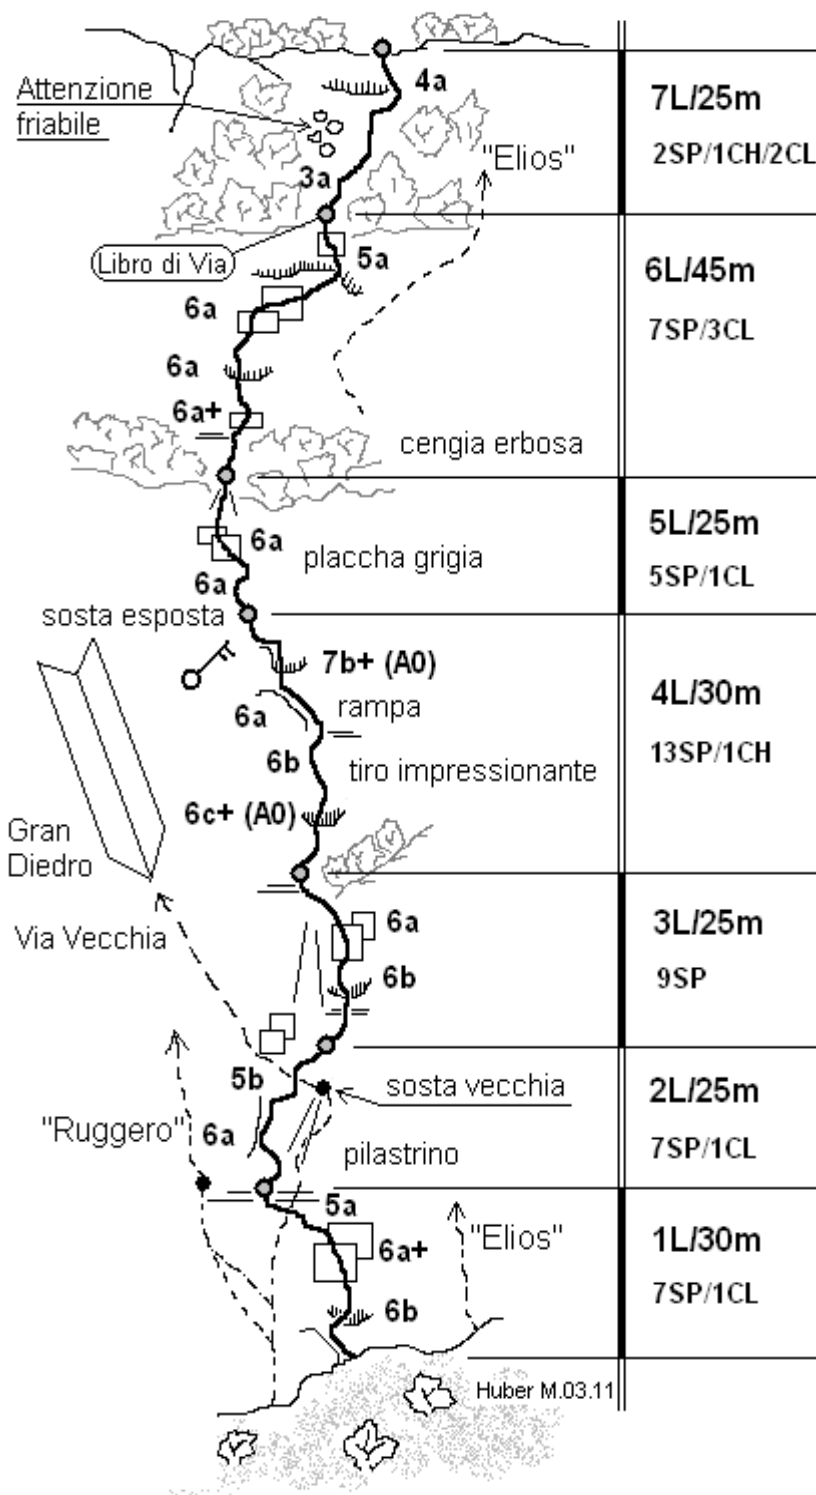 4a
7L/25m
Attenzione
friabile
2SP/1CH/2CL
"Elios"
3a
Libro di Via
5a
6L/45m
6a
7SP/3CL
6a
6a+
cengia erbosa
5L/25m
6a
placcha grigia
5SP/1CL
6a
sosta esposta
7b+ (A0)
4L/30m
6a
rampa
6b
tiro impressionante
13SP/1CH
6c+ (A0)
Gran
Diedro
6a
3L/25m
Via Vecchia
6b
9SP
5b
sosta vecchia
2L/25m
"Ruggero"
6a
pilastrino
7SP/1CL
5a
"Elios"
6a+
1L/30m
7SP/1CL
6b
Huber M.03.11